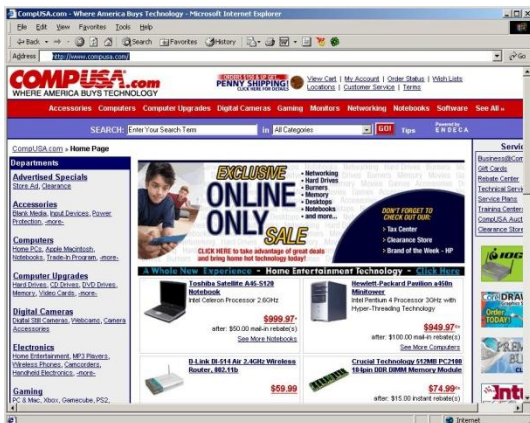 CompUSA.com - Where America Buys Technology - Microsoft Internet Explorer
File Edit View Favorites Tools Help
Back Search Favorites History
Address http://www.compusa.com/ Go
COMPUSA.com
WHERE AMERICA BUYS TECHNOLOGY
PENNY SHIPPING!
CLICK HERE FOR DETAILS
View Cart | My Account | Order Status | Wish Lists
Locations | Customer Service | Terms
Accessories Computers Computer Upgrades Digital Cameras Gaming Monitors Networking Notebooks Software See All »
SEARCH: Enter Your Search Term in All Categories GO! Tips Powered by ENDECA
CompUSA.com » Home Page
Departments
Advertised Specials
Store Ad, Clearance
Accessories
Blank Media, Input Devices, Power Protection, -more-
Computers
Home PCs, Apple Macintosh, Notebooks, Trade-In Program, -more-
Computer Upgrades
Hard Drives, CD Drives, DVD Drives, Memory, Video Cards, -more-
Digital Cameras
Digital Still Cameras, Webcams, Camera Accessories
Electronics
Home Entertainment, MP3 Players, Wireless Phones, Camcorders, Handheld Electronics, -more-
Gaming
PC & Mac, Xbox, Gamecube, PS2,
EXCLUSIVE
ONLINE
ONLY
SALE
• Networking
• Hard Drives
• Burners
• Memory
• Desktops
• Notebooks
• and more...
CLICK HERE to take advantage of great deals
and bring home hot technology today!
DON'T FORGET TO
CHECK OUT OUR:
> Tax Center
> Clearance Store
> Brand of the Week - HP
A Whole New Experience - Home Entertainment Technology - Click Here
Toshiba Satellite A45-S120
Notebook
Intel Celeron Processor 2.6GHz
$999.97
after: $50.00 mail-in rebate(s)
See More Notebooks
Hewlett-Packard Pavilion a450n
Minitower
Intel Pentium 4 Processor 3GHz with
Hyper-Threading Technology
$949.97
after: $100.00 mail-in rebate(s)
See More Computers
D-Link DI-514 Air 2.4GHz Wireless
Router, 802.11b
$59.99
Crucial Technology 512MB PC2100
184pin DDR DIMM Memory Module
$74.99
after: $15.00 instant rebate(s)
Servic
Business@Com
Gift Cards
Rebate Center
Technical Servi
Service Plans
Training Center
CompUSA Auct
Clearance Store
Corel DRAW
Order
TODAY!
PREM
Internet